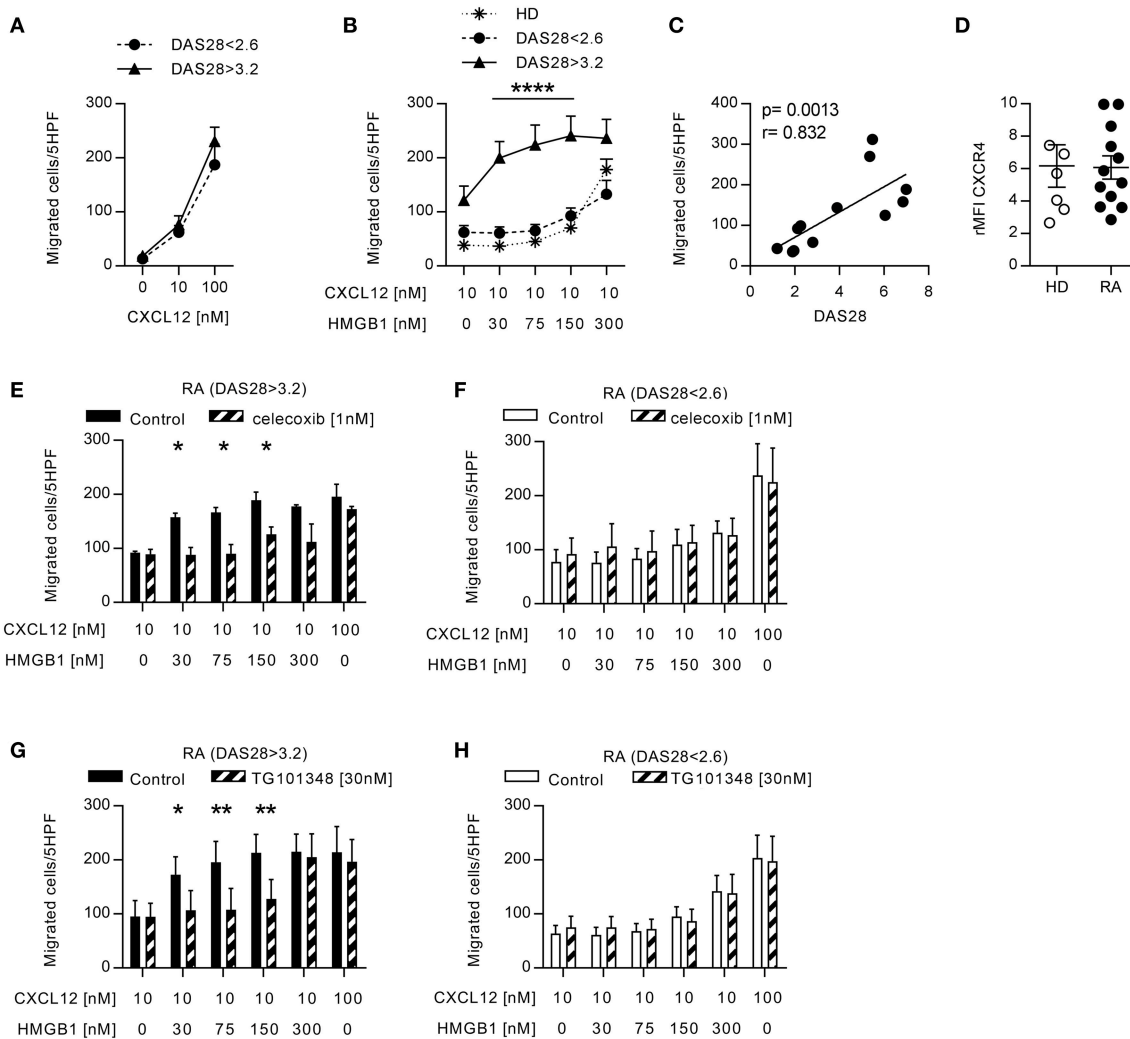 A
DAS28<2.6
DAS28>3.2
Migrated cells/5HPF
300
200
100
0
0 10 100
CXCL12 [nM]
B
HD
DAS28<2.6
DAS28>3.2
****
Migrated cells/5HPF
300
200
100
0
CXCL12 [nM] 10 10 10 10 10
HMGB1 [nM] 0 30 75 150 300
C
p= 0.0013
r= 0.832
Migrated cells/5HPF
400
300
200
100
0
0 2 4 6 8
DAS28
D
rMFI CXCR4
10
8
6
4
2
0
HD RA
E
RA (DAS28>3.2)
Control celecoxib [1nM]
* * *
Migrated cells/5HPF
300
200
100
0
CXCL12 [nM] 10 10 10 10 10 100
HMGB1 [nM] 0 30 75 150 300 0
F
RA (DAS28<2.6)
Control celecoxib [1nM]
Migrated cells/5HPF
300
200
100
0
CXCL12 [nM] 10 10 10 10 10 100
HMGB1 [nM] 0 30 75 150 300 0
G
RA (DAS28>3.2)
Control TG101348 [30nM]
* ** **
Migrated cells/5HPF
300
200
100
0
CXCL12 [nM] 10 10 10 10 10 100
HMGB1 [nM] 0 30 75 150 300 0
H
RA (DAS28<2.6)
Control TG101348 [30nM]
Migrated cells/5HPF
300
200
100
0
CXCL12 [nM] 10 10 10 10 10 100
HMGB1 [nM] 0 30 75 150 300 0